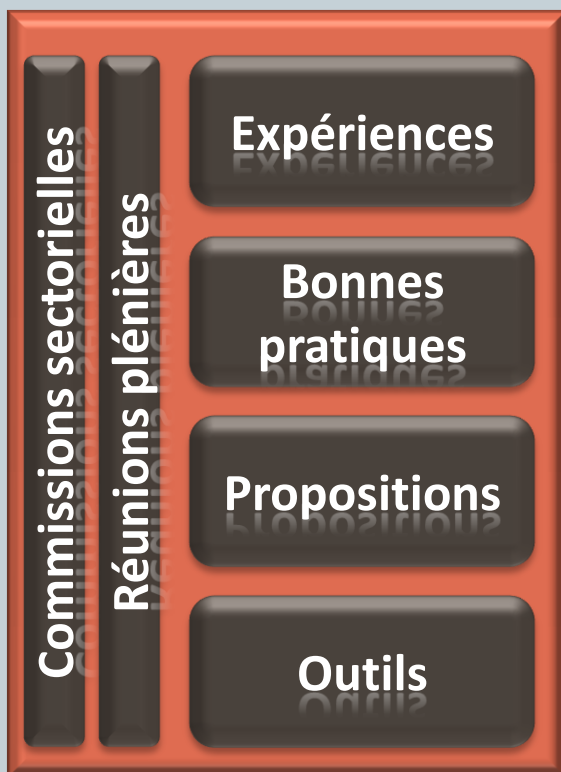 Commissions sectorielles
Réunions plénières
Expériences
Bonnes
pratiques
Propositions
Outils